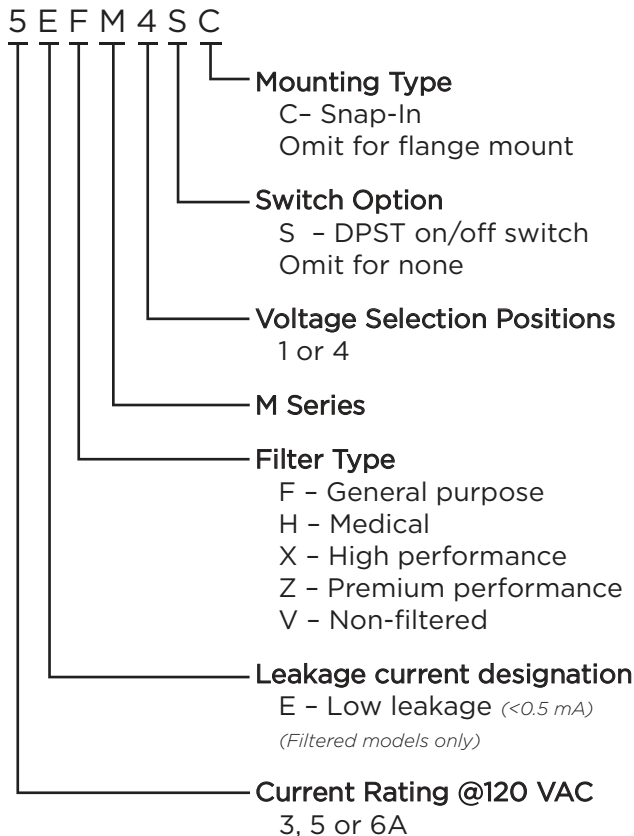 5 E F M 4 S C
Mounting Type
C– Snap-In
Omit for flange mount
Switch Option
S – DPST on/off switch
Omit for none
Voltage Selection Positions
1 or 4
M Series
Filter Type
F – General purpose
H – Medical
X – High performance
Z – Premium performance
V – Non-filtered
Leakage current designation
E – Low leakage (<0.5 mA)
(Filtered models only)
Current Rating @120 VAC
3, 5 or 6A